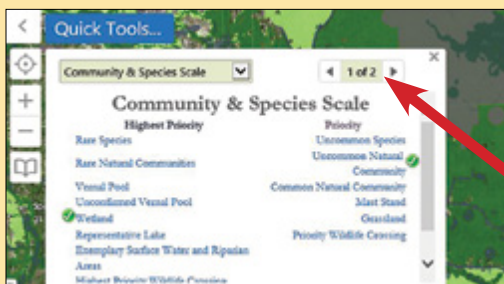 Quick Tools...
Community & Species Scale
1 of 2
Community & Species Scale
Highest Priority
Rare Species
Rare Natural Communities
Vernal Pool
Unconfirmed Vernal Pool
Wetland
Representative Lake
Exemplary Surface Water and Riparian
Areas
Highest Priority Wildlife Crossing
Priority
Uncommon Species
Uncommon Natural
Community
Common Natural Community
Mast Stand
Grassland
Priority Wildlife Crossing